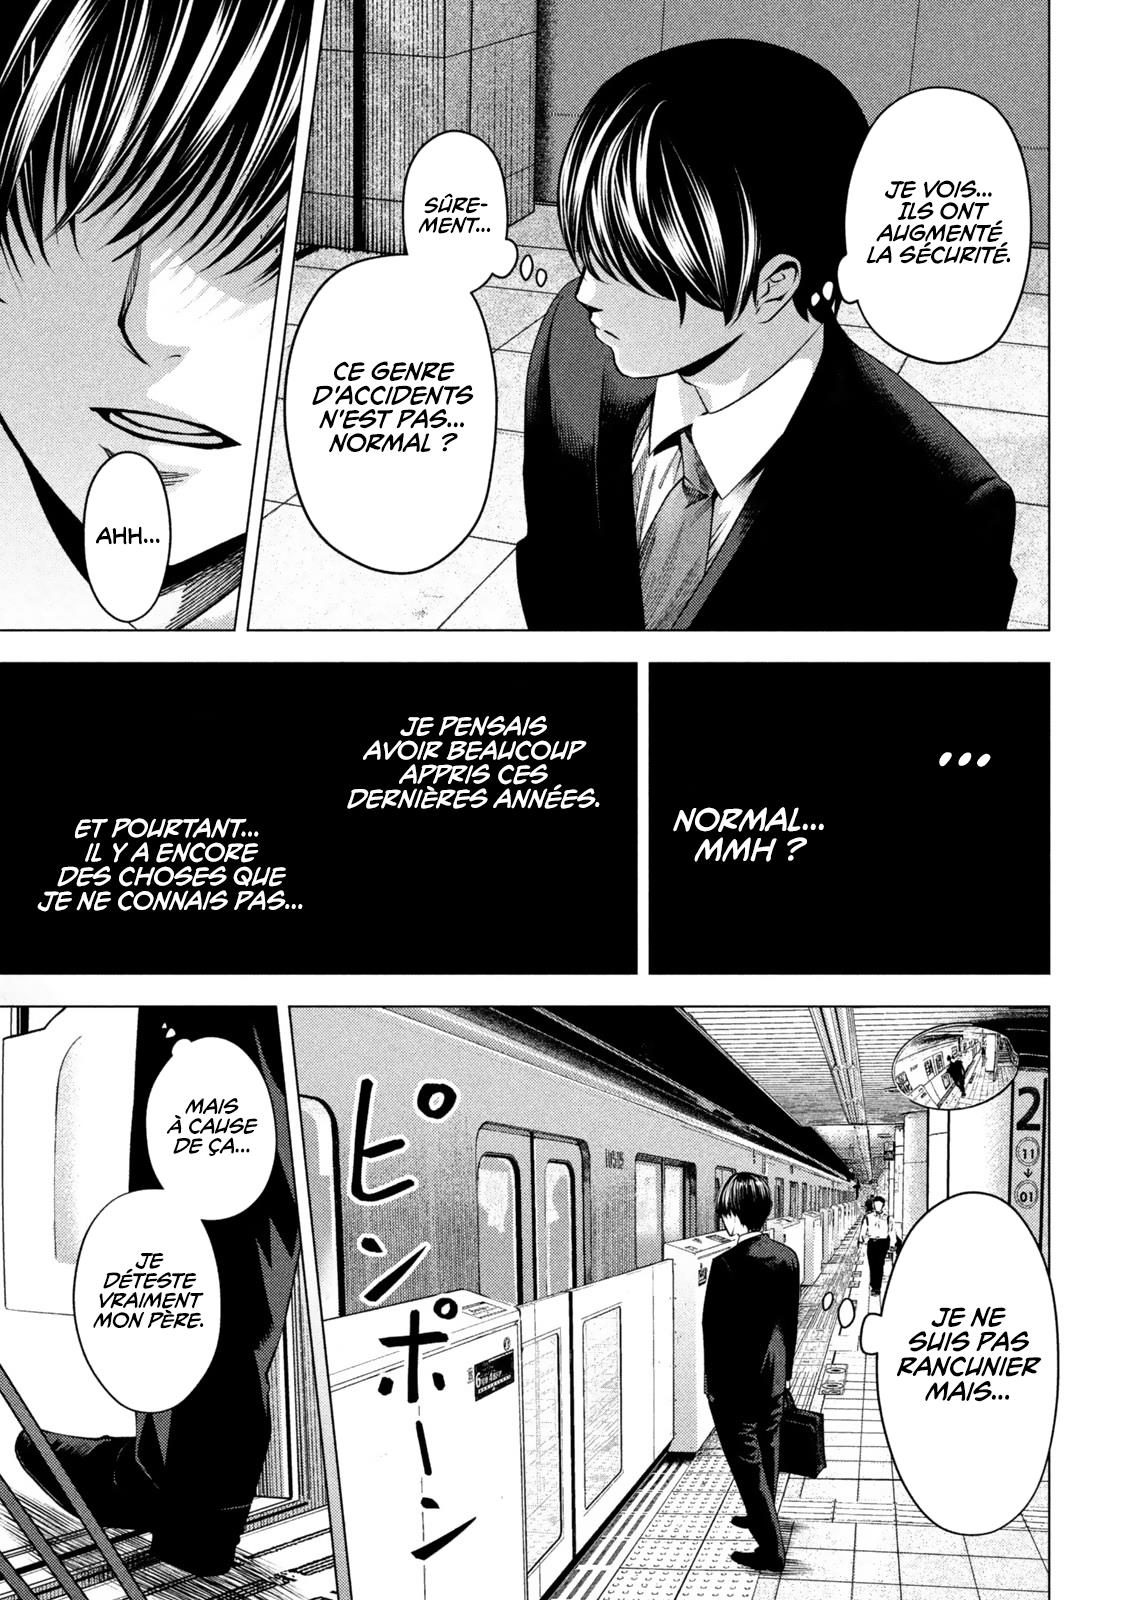 JE VOIS...
ILS ONT
AUGMENTÉ
LA SÉCURITÉ.
SÛRE-
MENT...
CE GENRE
D'ACCIDENTS
N'EST PAS...
NORMAL ?
AHH...
...
NORMAL...
MMH ?
JE PENSAIS
AVOIR BEAUCOUP
APPRIS CES
DERNIÈRES ANNÉES.
ET POURTANT...
IL Y A ENCORE
DES CHOSES QUE
JE NE CONNAIS PAS...
2
11
01
JE NE
SUIS PAS
RANCUNIER
MAIS...
ピンポーン
MAIS
À CAUSE
DE ÇA...
JE
DÉTESTE
VRAIMENT
MON PÈRE.